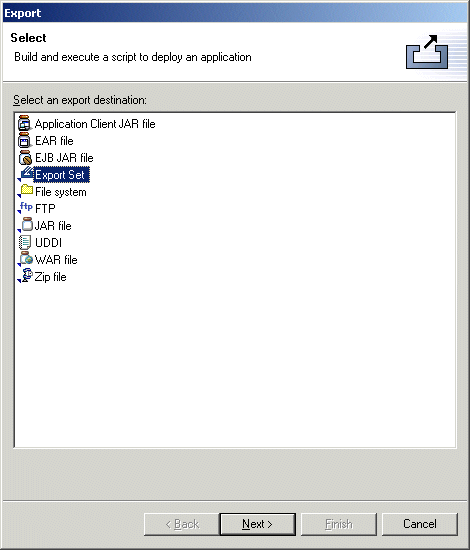 Export
Select
Build and execute a script to deploy an application
Select an export destination:
Application Client JAR file
EAR file
EJB JAR file
Export Set
File system
ftp FTP
JAR file
UDDI
WAR file
Zip file
< Back Next > Finish Cancel